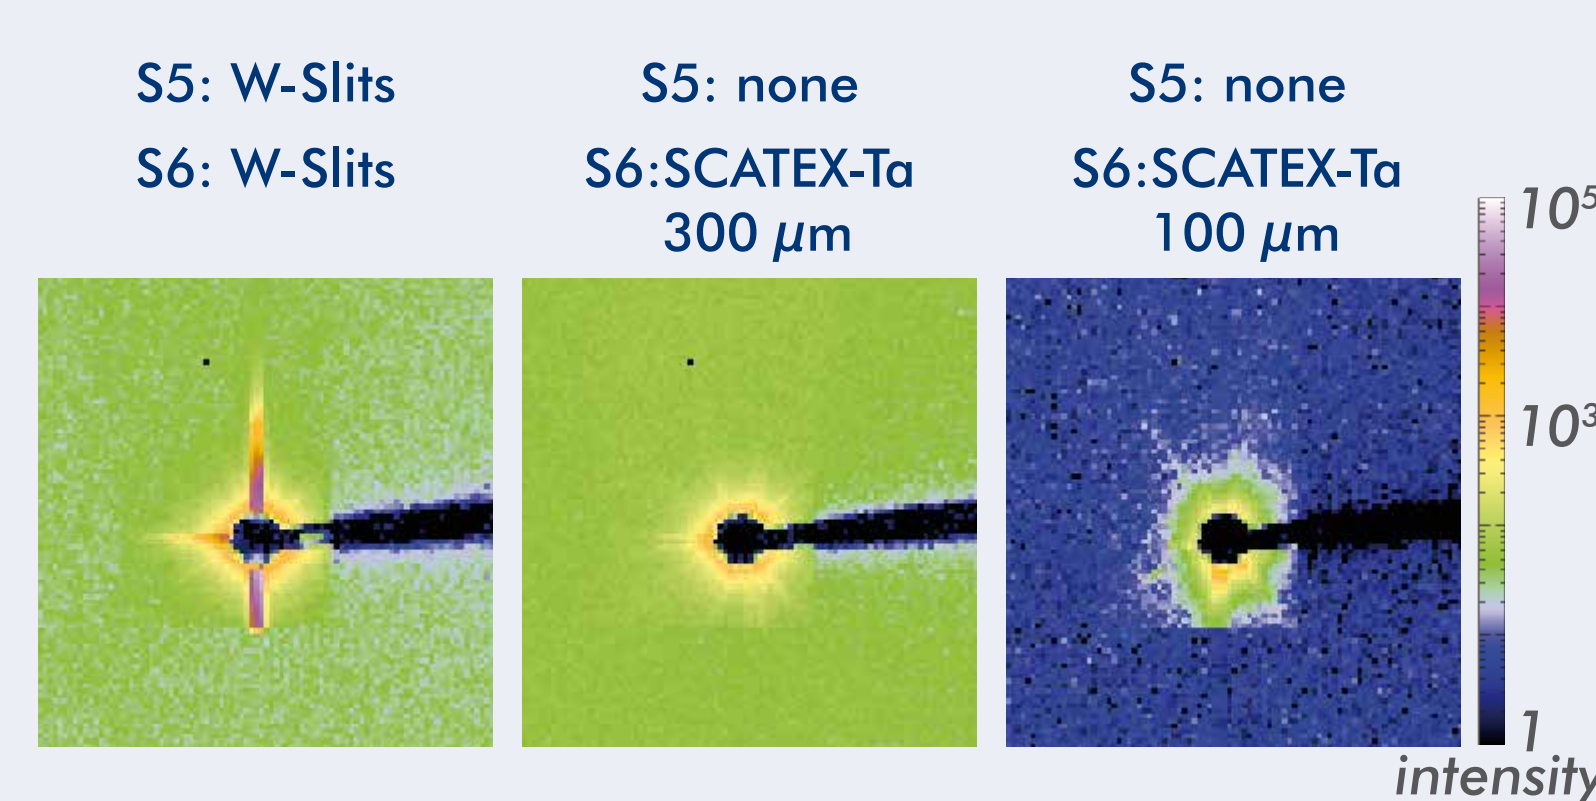 S5: W-Slits
S6: W-Slits
S5: none
S6:SCATEX-Ta
300 µm
S5: none
S6:SCATEX-Ta
100 µm
10⁵
10³
1
intensity